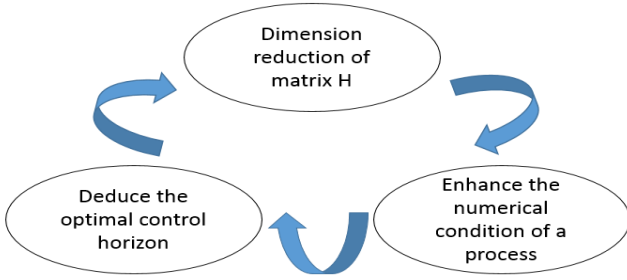 Dimension
reduction of
matrix H
Deduce the
optimal control
horizon
Enhance the
numerical
condition of a
process